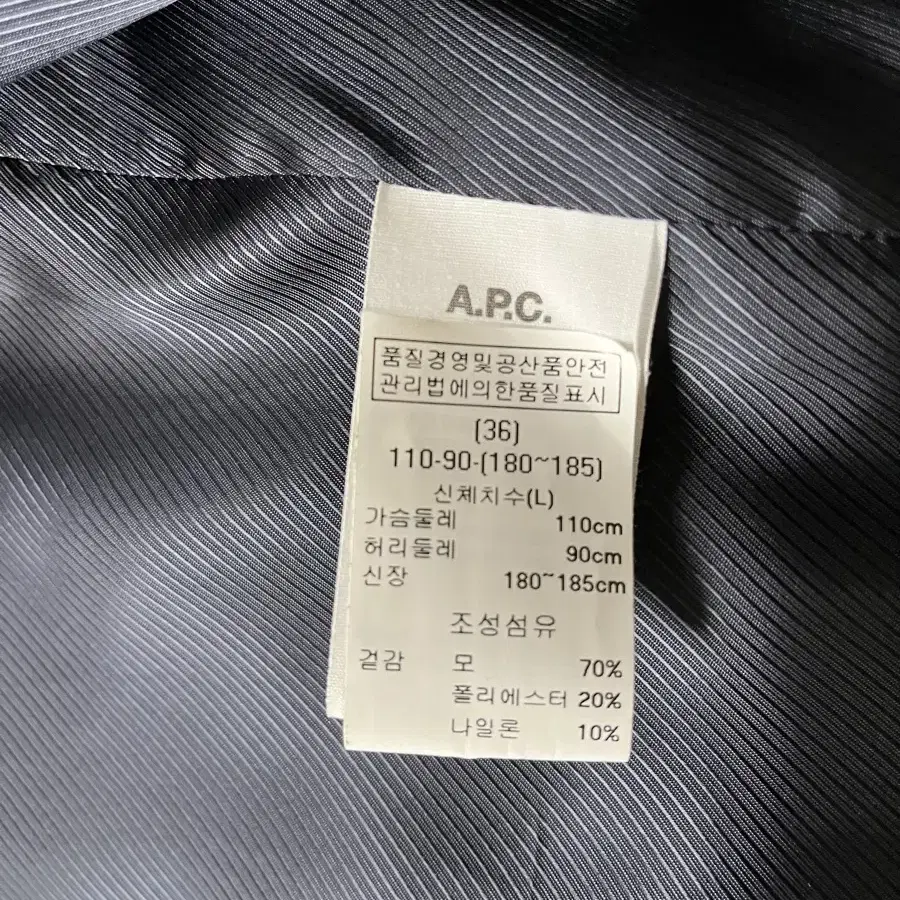 A.P.C.
품질경영및공산품안전
관리법에의한품질표시
(36)
110-90-(180~185)
신체치수(L)
가슴둘레 110cm
허리둘레 90cm
신장 180~185cm
조성섬유
겉감 모 70%
폴리에스터 20%
나일론 10%